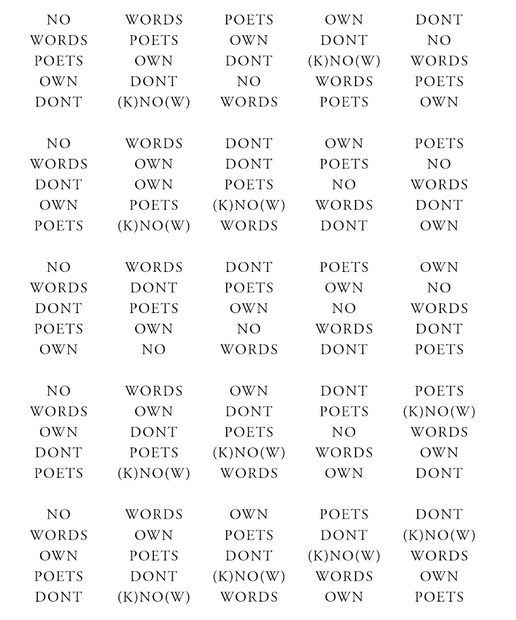 NO WORDS POETS OWN DONT
WORDS POETS OWN DONT NO
POETS OWN DONT (K)NO(W) WORDS
OWN DONT NO WORDS POETS
DONT (K)NO(W) WORDS POETS OWN
NO WORDS DONT OWN POETS
WORDS OWN DONT POETS NO
DONT OWN POETS NO WORDS
OWN POETS (K)NO(W) WORDS DONT
POETS (K)NO(W) WORDS DONT OWN
NO WORDS DONT POETS OWN
WORDS DONT POETS OWN NO
DONT POETS OWN NO WORDS
POETS OWN NO WORDS DONT
OWN NO WORDS DONT POETS
NO WORDS OWN DONT POETS
WORDS OWN DONT POETS (K)NO(W)
OWN DONT POETS NO WORDS
DONT POETS (K)NO(W) WORDS OWN
POETS (K)NO(W) WORDS OWN DONT
NO WORDS OWN POETS DONT
WORDS OWN POETS DONT (K)NO(W)
OWN POETS DONT (K)NO(W) WORDS
POETS DONT (K)NO(W) WORDS OWN
DONT (K)NO(W) WORDS OWN POETS